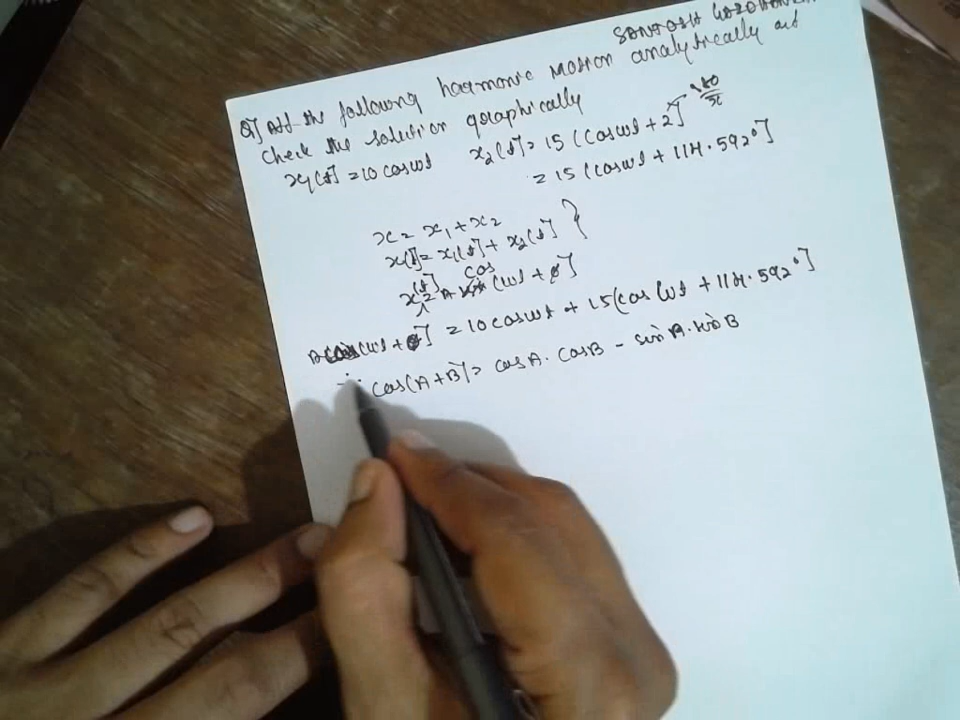 SANTOSH
Q] Add the following harmonic motion analytically and
check the solution graphically
x₁(t) = 10 cosωt x₂(t) = 15 (cosωt + 2] × 180/π
= 15 (cosωt + 114.592°]
x = x₁ + x₂
x(t) = x₁(t) + x₂(t) }
x(t) = A cos (ωt + θ]
A cos (ωt + θ] = 10 cosωt + 15 (cos (ωt + 114.592°]
∴ cos(A+B) = cosA. cosB - sinA. sinB